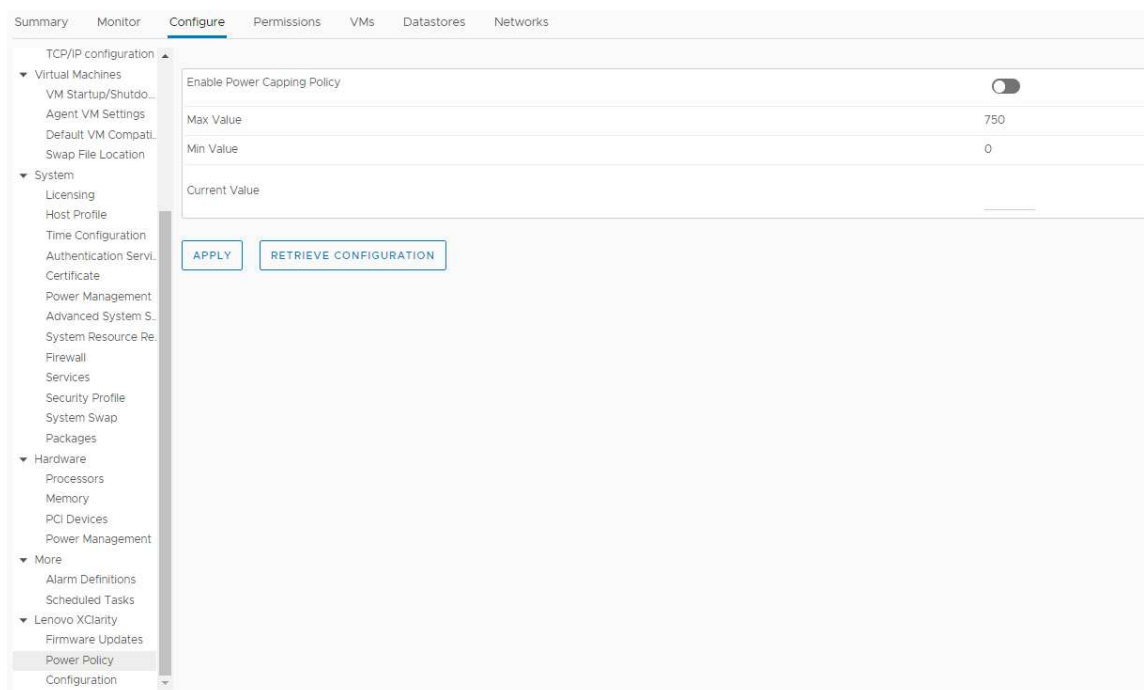 Summary Monitor Configure Permissions VMs Datastores Networks
TCP/IP configuration
Virtual Machines
VM Startup/Shutdo...
Agent VM Settings
Default VM Compati..
Swap File Location
System
Licensing
Host Profile
Time Configuration
Authentication Servi..
Certificate
Power Management
Advanced System S..
System Resource Re.
Firewall
Services
Security Profile
System Swap
Packages
Hardware
Processors
Memory
PCI Devices
Power Management
More
Alarm Definitions
Scheduled Tasks
Lenovo XClarity
Firmware Updates
Power Policy
Configuration
Enable Power Capping Policy
Max Value 750
Min Value 0
Current Value
APPLY RETRIEVE CONFIGURATION